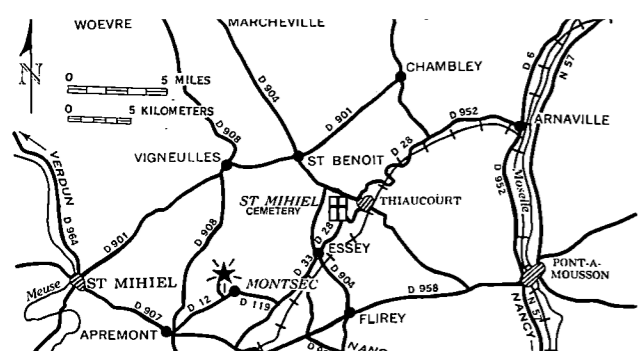 WOEVRE
MARCHEVILLE
N
0 5 MILES
0 5 KILOMETERS
CHAMBLEY
D 6
N 57
D 904
D 901
D 952
ARNAVILLE
D 908
D 28
VERDUN
VIGNEULLES
ST BENOIT
D 952
Moselle
ST MIHIEL
CEMETERY
THIAUCOURT
D 964
D 901
D 908
D 28
ESSEY
D 33
D 904
PONT-A-
MOUSSON
Meuse
ST MIHIEL
MONTSEC
D 12
D 119
D 958
D 907
APREMONT
FLIREY
NANCY
N 57